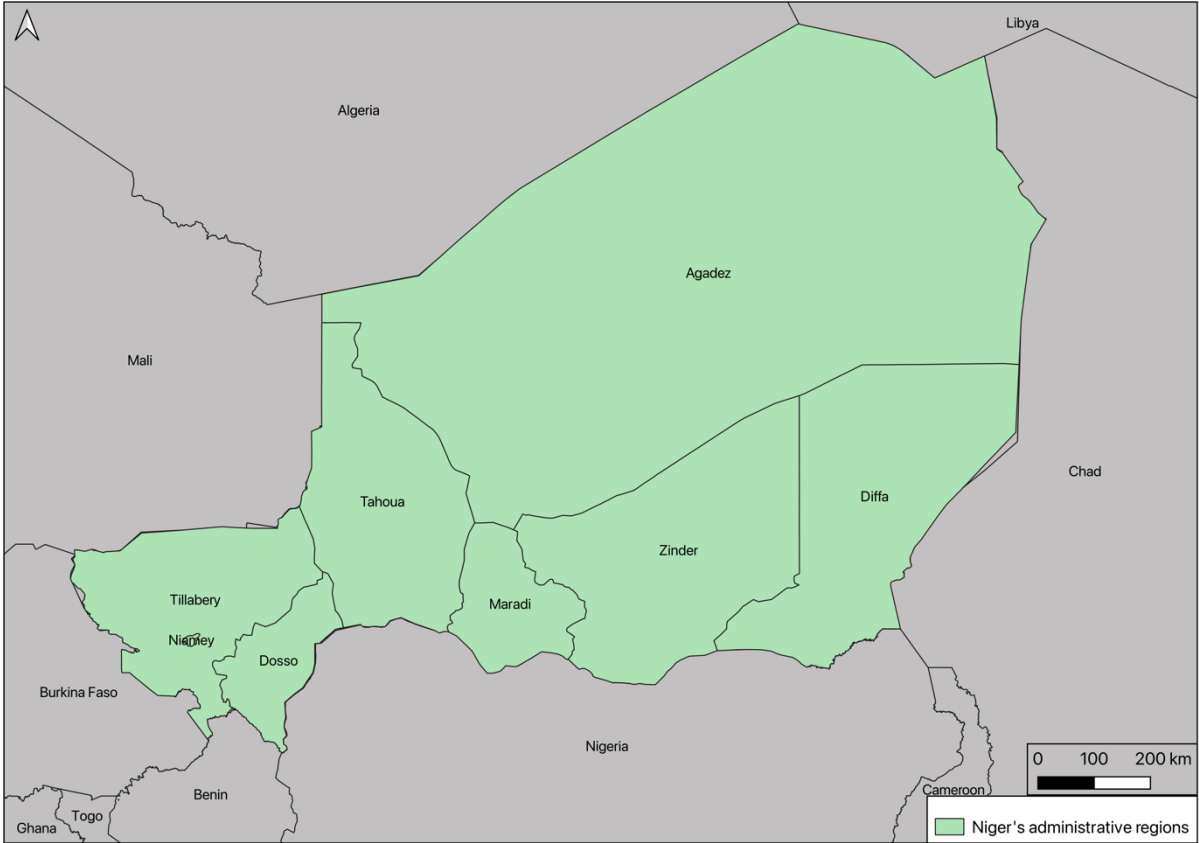 Libya
Algeria
Agadez
Mali
Chad
Diffa
Tahoua
Zinder
Tillabery
Maradi
Niamey
Dosso
Burkina Faso
Nigeria
0 100 200 km
Cameroon
Benin
Togo
Ghana
Niger's administrative regions